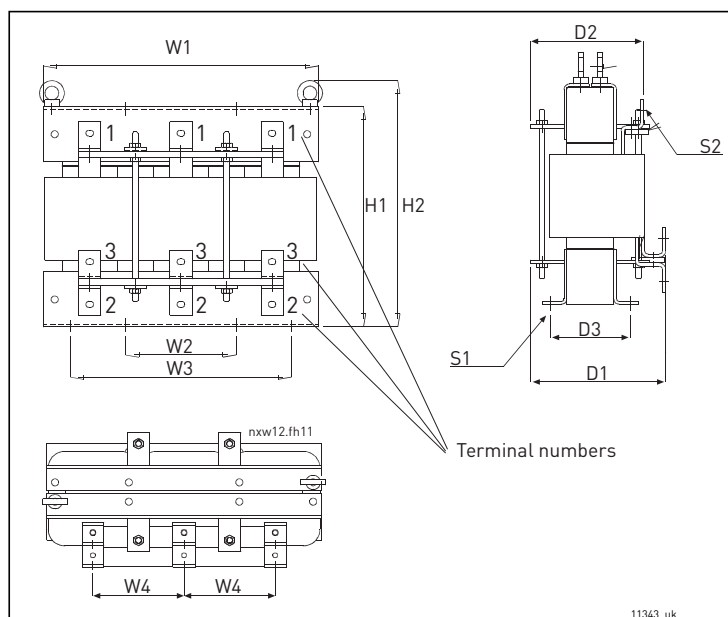 W1
D2
1 1 1
S2
H1 H2
3 3 3
2 2 2
W2
W3
D3
S1
D1
nxw12.fh11
Terminal numbers
W4 W4
11343_uk